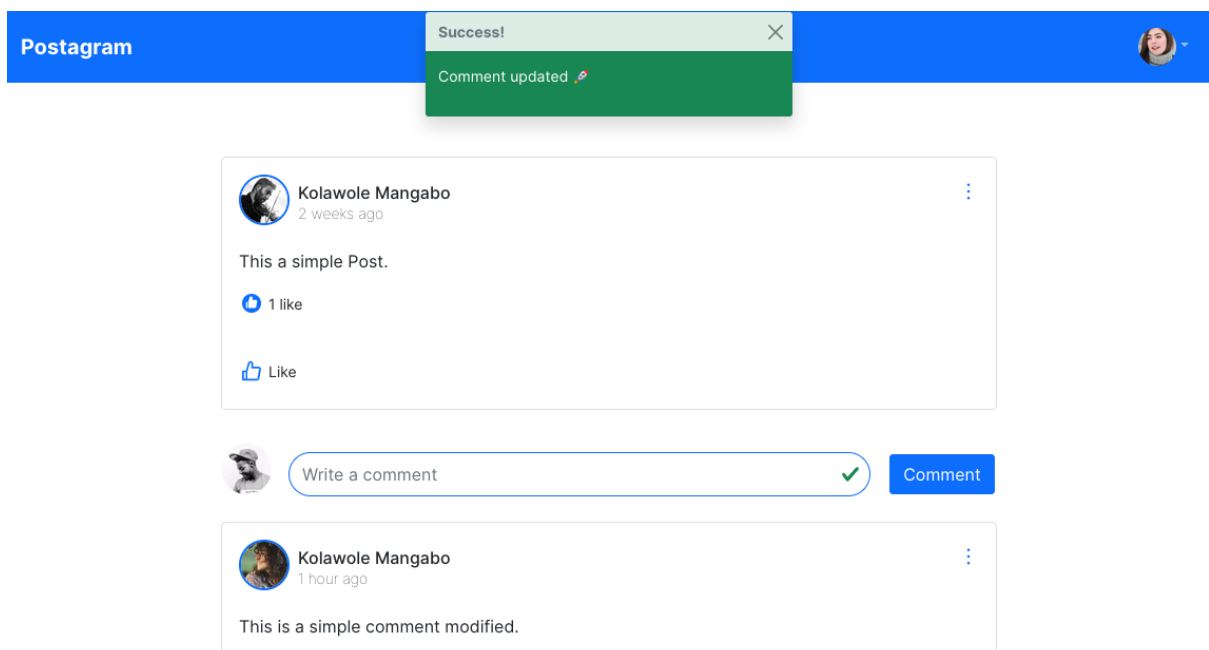 Postagram
Success!
Comment updated 🚀
Kolawole Mangabo
2 weeks ago
This a simple Post.
1 like
Like
Write a comment
Comment
Kolawole Mangabo
1 hour ago
This is a simple comment modified.